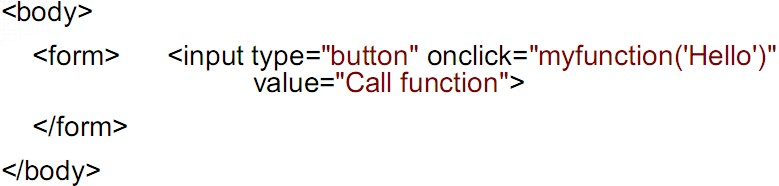 <body>
<form> <input type="button" onclick="myfunction('Hello')"
value="Call function">
</form>
</body>